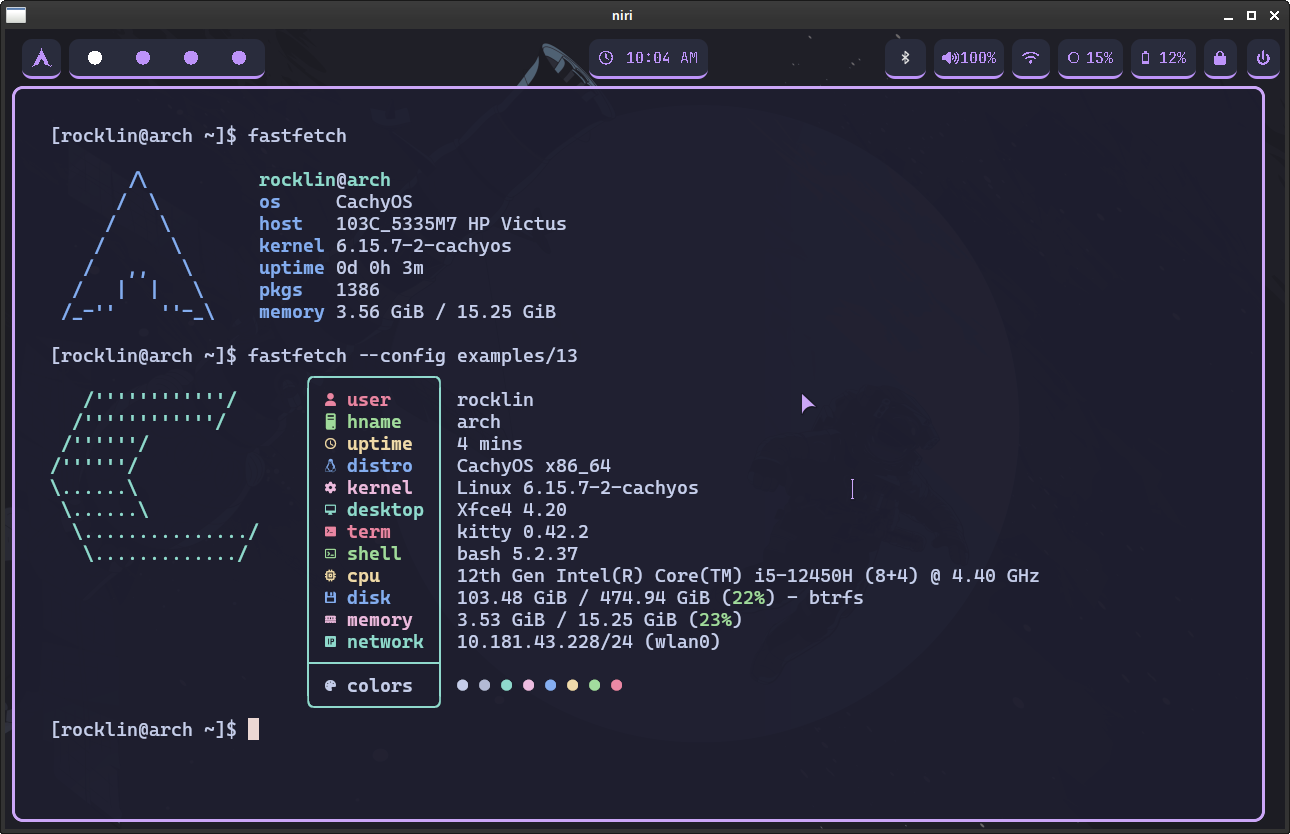 niri
10:04 AM 100% 15% 12%
[rocklin@arch ~]$ fastfetch
rocklin@arch
os CachyOS
host 103C_5335M7 HP Victus
kernel 6.15.7-2-cachyos
uptime 0d 0h 3m
pkgs 1386
memory 3.56 GiB / 15.25 GiB
[rocklin@arch ~]$ fastfetch --config examples/13
user rocklin
hname arch
uptime 4 mins
distro CachyOS x86_64
kernel Linux 6.15.7-2-cachyos
desktop Xfce4 4.20
term kitty 0.42.2
shell bash 5.2.37
cpu 12th Gen Intel(R) Core(TM) i5-12450H (8+4) @ 4.40 GHz
disk 103.48 GiB / 474.94 GiB (22%) - btrfs
memory 3.53 GiB / 15.25 GiB (23%)
network 10.181.43.228/24 (wlan0)
colors
[rocklin@arch ~]$